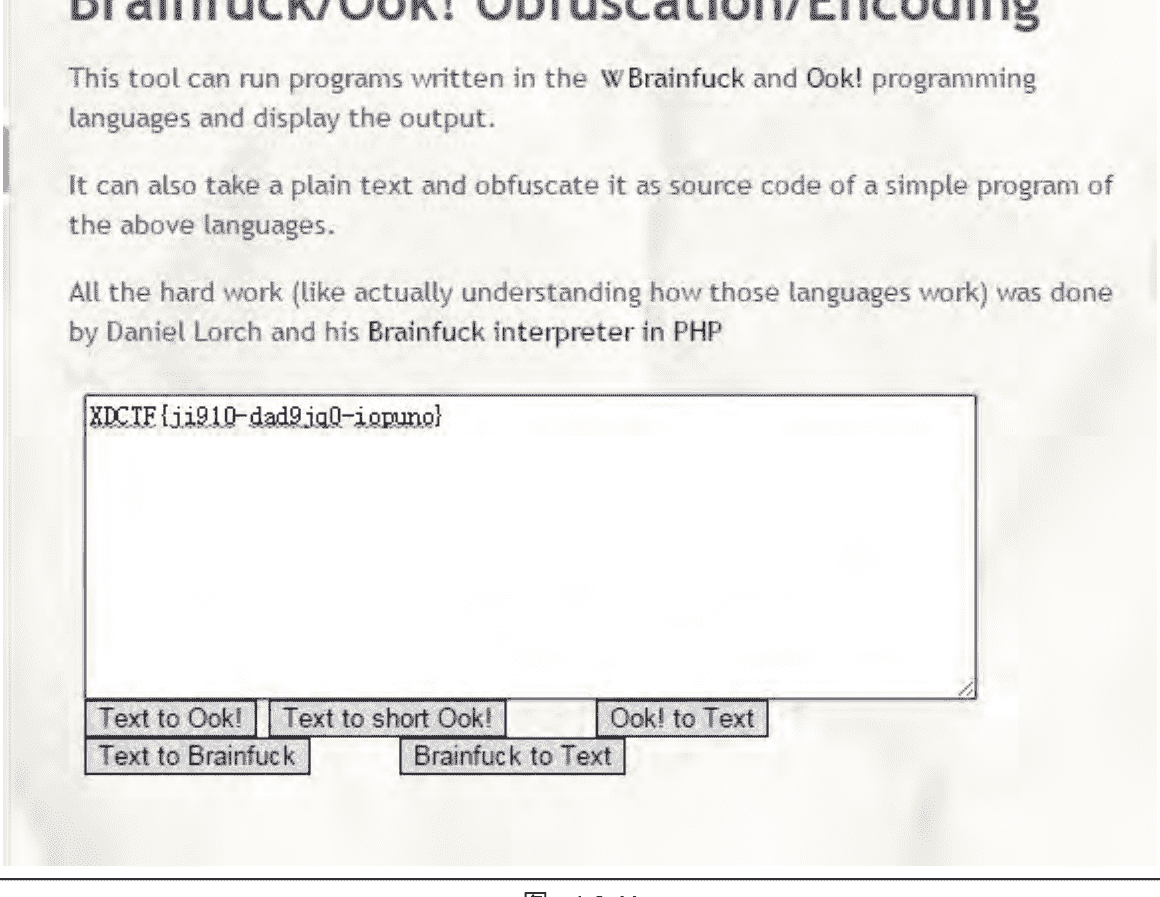 Brainfuck/Ook! Obfuscation/Encoding
This tool can run programs written in the W Brainfuck and Ook! programming
languages and display the output.
It can also take a plain text and obfuscate it as source code of a simple program of
the above languages.
All the hard work (like actually understanding how those languages work) was done
by Daniel Lorch and his Brainfuck interpreter in PHP
XDCTF{ji910-dad9jq0-iopuno}
Text to Ook! Text to short Ook! Ook! to Text
Text to Brainfuck Brainfuck to Text